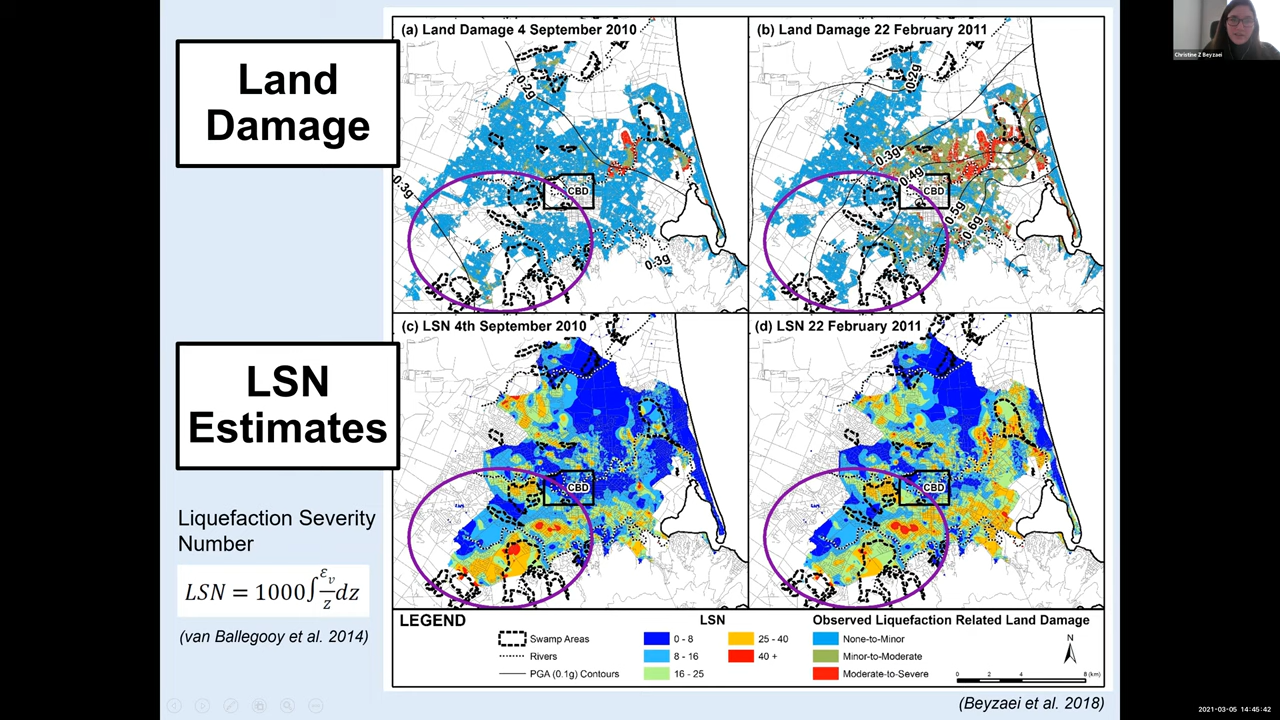 Land
Damage
LSN
Estimates
Liquefaction Severity
Number
LSN = 1000∫εv/z dz
(van Ballegooy et al. 2014)
(a) Land Damage 4 September 2010
0.2g
0.3g
CBD
0.3g
(b) Land Damage 22 February 2011
0.2g
0.3g
0.4g
CBD
0.5g
0.6g
(c) LSN 4th September 2010
CBD
(d) LSN 22 February 2011
CBD
LEGEND
Swamp Areas
Rivers
PGA (0.1g) Contours
LSN
0 - 8
8 - 16
16 - 25
25 - 40
40 +
Observed Liquefaction Related Land Damage
None-to-Minor
Minor-to-Moderate
Moderate-to-Severe
N
0 2 4 8 (km)
(Beyzaei et al. 2018)
Christine Z Beyzaei
2021-03-05 14:45:42